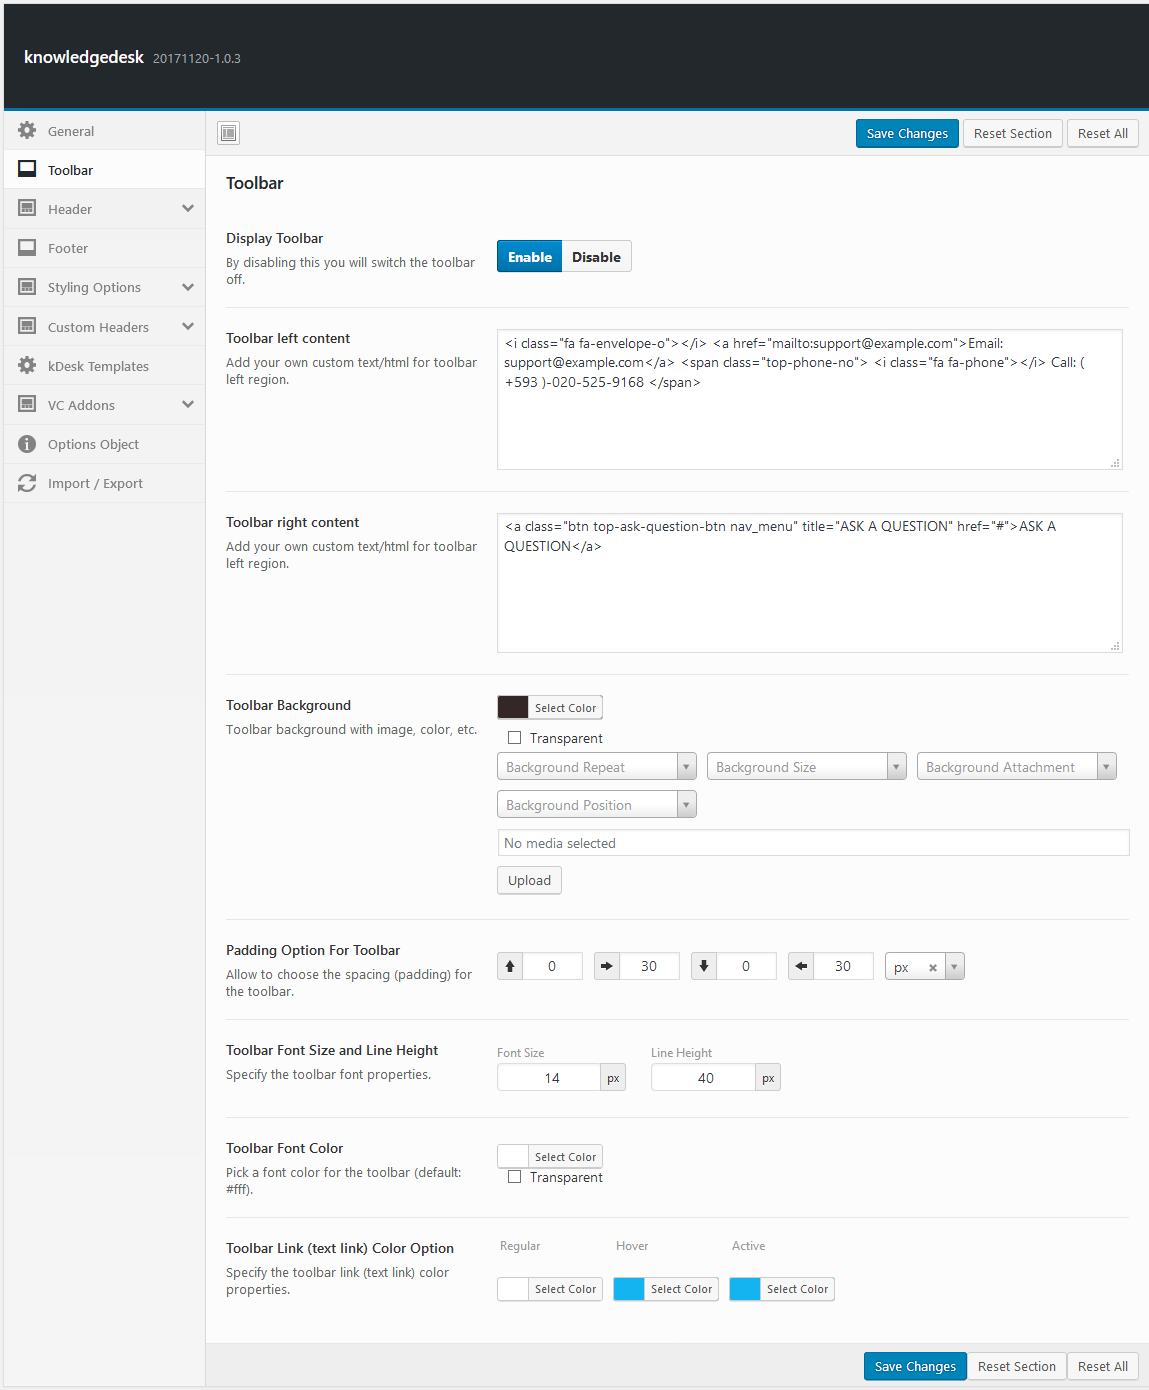 knowledgedesk 20171120-1.0.3
General
Toolbar
Header
Footer
Styling Options
Custom Headers
kDesk Templates
VC Addons
Options Object
Import / Export
Save Changes Reset Section Reset All
Toolbar
Display Toolbar
By disabling this you will switch the toolbar
off.
Enable Disable
Toolbar left content
Add your own custom text/html for toolbar
left region.
<i class="fa fa-envelope-o"></i> <a href="mailto:support@example.com">Email:
support@example.com</a> <span class="top-phone-no"> <i class="fa fa-phone"></i> Call: (
+593 )-020-525-9168 </span>
Toolbar right content
Add your own custom text/html for toolbar
left region.
<a class="btn top-ask-question-btn nav_menu" title="ASK A QUESTION" href="#">ASK A
QUESTION</a>
Toolbar Background
Toolbar background with image, color, etc.
Select Color
Transparent
Background Repeat Background Size Background Attachment
Background Position
No media selected
Upload
Padding Option For Toolbar
Allow to choose the spacing (padding) for
the toolbar.
0 30 0 30 px
Toolbar Font Size and Line Height
Specify the toolbar font properties.
Font Size Line Height
14 px 40 px
Toolbar Font Color
Pick a font color for the toolbar (default:
#fff).
Select Color
Transparent
Toolbar Link (text link) Color Option
Specify the toolbar link (text link) color
properties.
Regular Hover Active
Select Color Select Color Select Color
Save Changes Reset Section Reset All